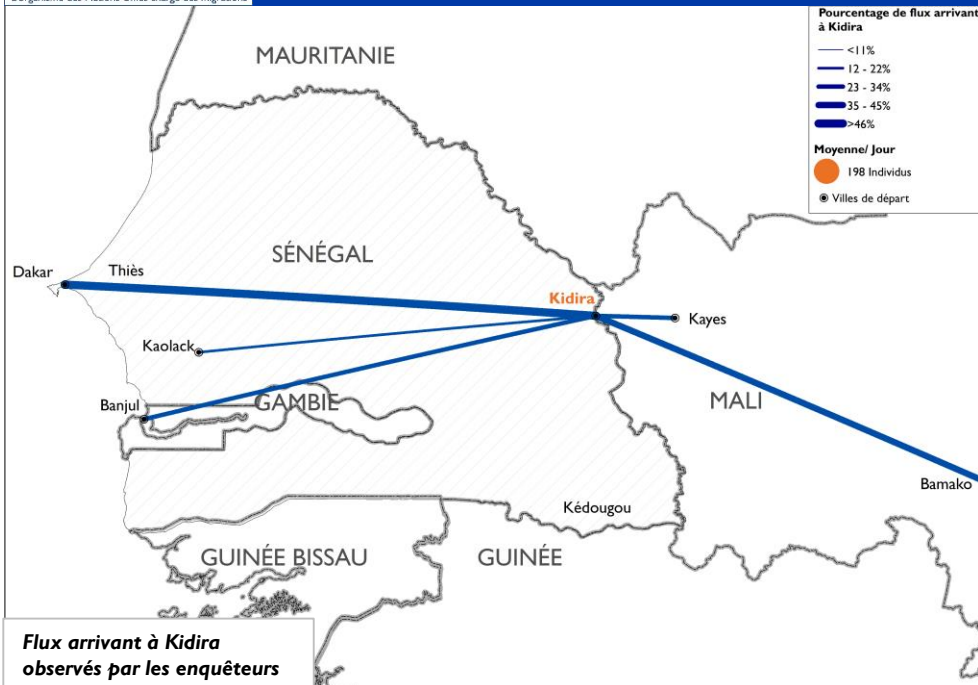 Pourcentage de flux arrivant
à Kidira
<11%
12 - 22%
23 - 34%
35 - 45%
>46%
Moyenne/ Jour
198 Individus
Villes de départ
MAURITANIE
SÉNÉGAL
Dakar
Thiès
Kidira
Kayes
Kaolack
Banjul
GAMBIE
MALI
Bamako
Kédougou
GUINÉE BISSAU
GUINÉE
Flux arrivant à Kidira
observés par les enquêteurs